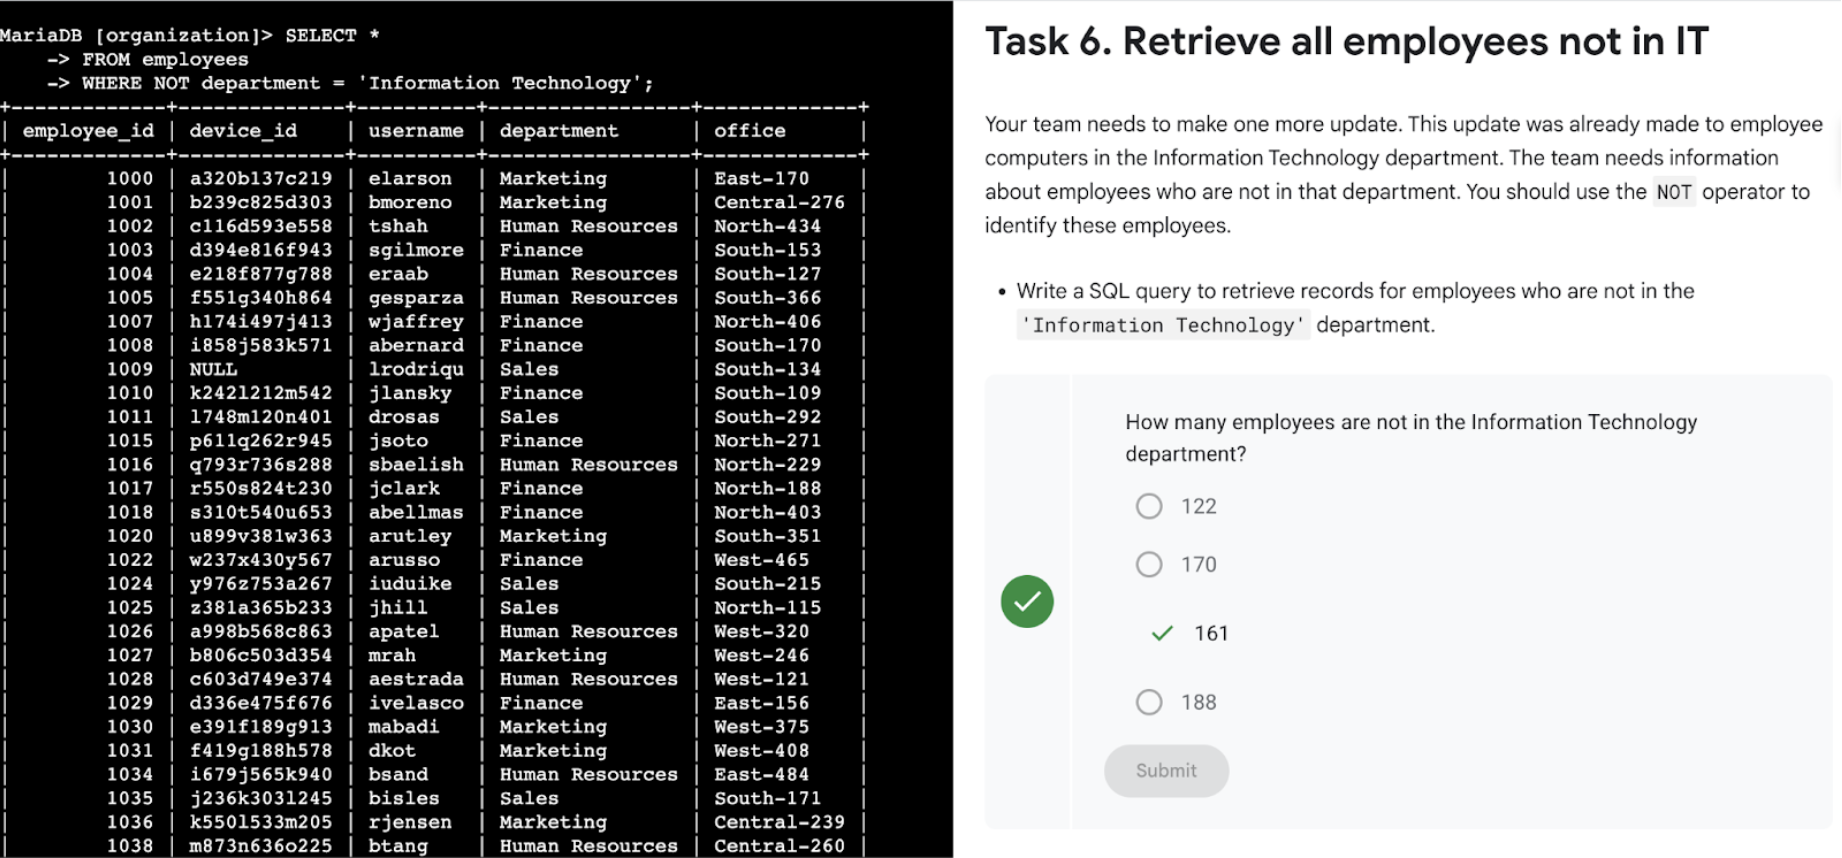 MariaDB [organization]> SELECT *
-> FROM employees
-> WHERE NOT department = 'Information Technology';
+-------------+--------------+----------+-----------------+-------------+
| employee_id | device_id | username | department | office |
+-------------+--------------+----------+-----------------+-------------+
| 1000 | a320b137c219 | elarson | Marketing | East-170 |
| 1001 | b239c825d303 | bmoreno | Marketing | Central-276 |
| 1002 | c116d593e558 | tshah | Human Resources | North-434 |
| 1003 | d394e816f943 | sgilmore | Finance | South-153 |
| 1004 | e218f877g788 | eraab | Human Resources | South-127 |
| 1005 | f551g340h864 | gesparza | Human Resources | South-366 |
| 1007 | h174i497j413 | wjaffrey | Finance | North-406 |
| 1008 | i858j583k571 | abernard | Finance | South-170 |
| 1009 | NULL | lrodriqu | Sales | South-134 |
| 1010 | k242l212m542 | jlansky | Finance | South-109 |
| 1011 | l748m120n401 | drosas | Sales | South-292 |
| 1015 | p611q262r945 | jsoto | Finance | North-271 |
| 1016 | q793r736s288 | sbaelish | Human Resources | North-229 |
| 1017 | r550s824t230 | jclark | Finance | North-188 |
| 1018 | s310t540u653 | abellmas | Finance | North-403 |
| 1020 | u899v381w363 | arutley | Marketing | South-351 |
| 1022 | w237x430y567 | arusso | Finance | West-465 |
| 1024 | y976z753a267 | iuduike | Sales | South-215 |
| 1025 | z381a365b233 | jhill | Sales | North-115 |
| 1026 | a998b568c863 | apatel | Human Resources | West-320 |
| 1027 | b806c503d354 | mrah | Marketing | West-246 |
| 1028 | c603d749e374 | aestrada | Human Resources | West-121 |
| 1029 | d336e475f676 | ivelasco | Finance | East-156 |
| 1030 | e391f189g913 | mabadi | Marketing | West-375 |
| 1031 | f419g188h578 | dkot | Marketing | West-408 |
| 1034 | i679j565k940 | bsand | Human Resources | East-484 |
| 1035 | j236k303l245 | bisles | Sales | South-171 |
| 1036 | k550l533m205 | rjensen | Marketing | Central-239 |
| 1038 | m873n636o225 | btang | Human Resources | Central-260 |
Task 6. Retrieve all employees not in IT
Your team needs to make one more update. This update was already made to employee
computers in the Information Technology department. The team needs information
about employees who are not in that department. You should use the NOT operator to
identify these employees.
• Write a SQL query to retrieve records for employees who are not in the
'Information Technology' department.
How many employees are not in the Information Technology
department?
122
170
161
188
Submit